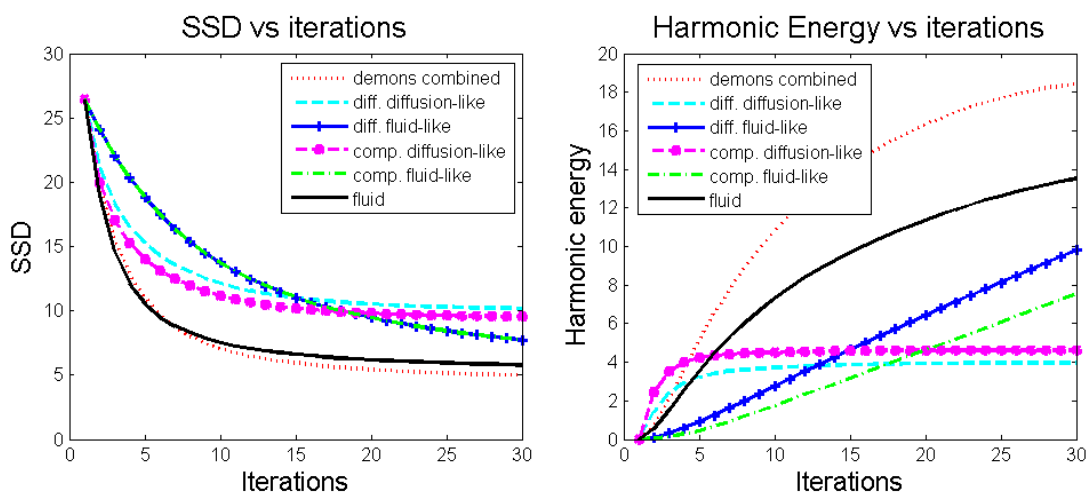 SSD vs iterations
30
25
20
15
10
5
0
0 5 10 15 20 25 30
SSD
Iterations
demons combined
diff. diffusion-like
diff. fluid-like
comp. diffusion-like
comp. fluid-like
fluid
Harmonic Energy vs iterations
20
18
16
14
12
10
8
6
4
2
0
0 5 10 15 20 25 30
Harmonic energy
Iterations
demons combined
diff. diffusion-like
diff. fluid-like
comp. diffusion-like
comp. fluid-like
fluid